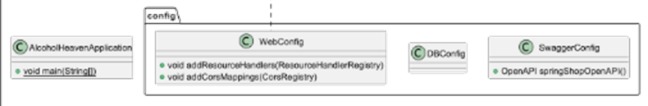 config
AlcoholHeavenApplication
void main(String[])
WebConfig
void addResourceHandlers(ResourceHandlerRegistry)
void addCorsMappings(CorsRegistry)
DBConfig
SwaggerConfig
OpenAPI springShopOpenAPI()